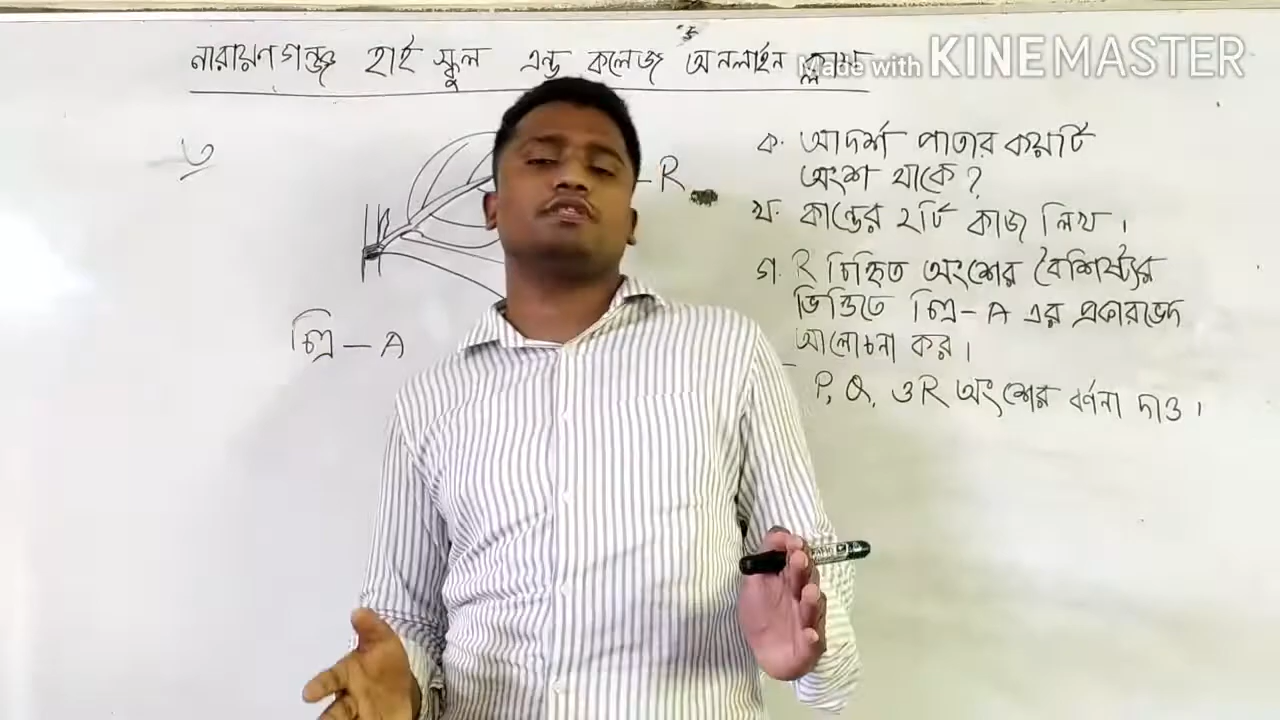 নারায়ণগঞ্জ হাই স্কুল এন্ড কলেজ অনলাইন ক্লাস
Made with KINEMASTER
৩
R
চিত্র - A
ক. আদর্শ পাতার কয়টি
অংশ থাকে?
খ. কান্ডের ২টি কাজ লিখ।
গ. R চিহ্নিত অংশের বৈশিষ্ট্যের
ভিত্তিতে চিত্র - A এর প্রকারভেদ
আলোচনা কর।
P, Q, ও R অংশের বর্ণনা দাও।